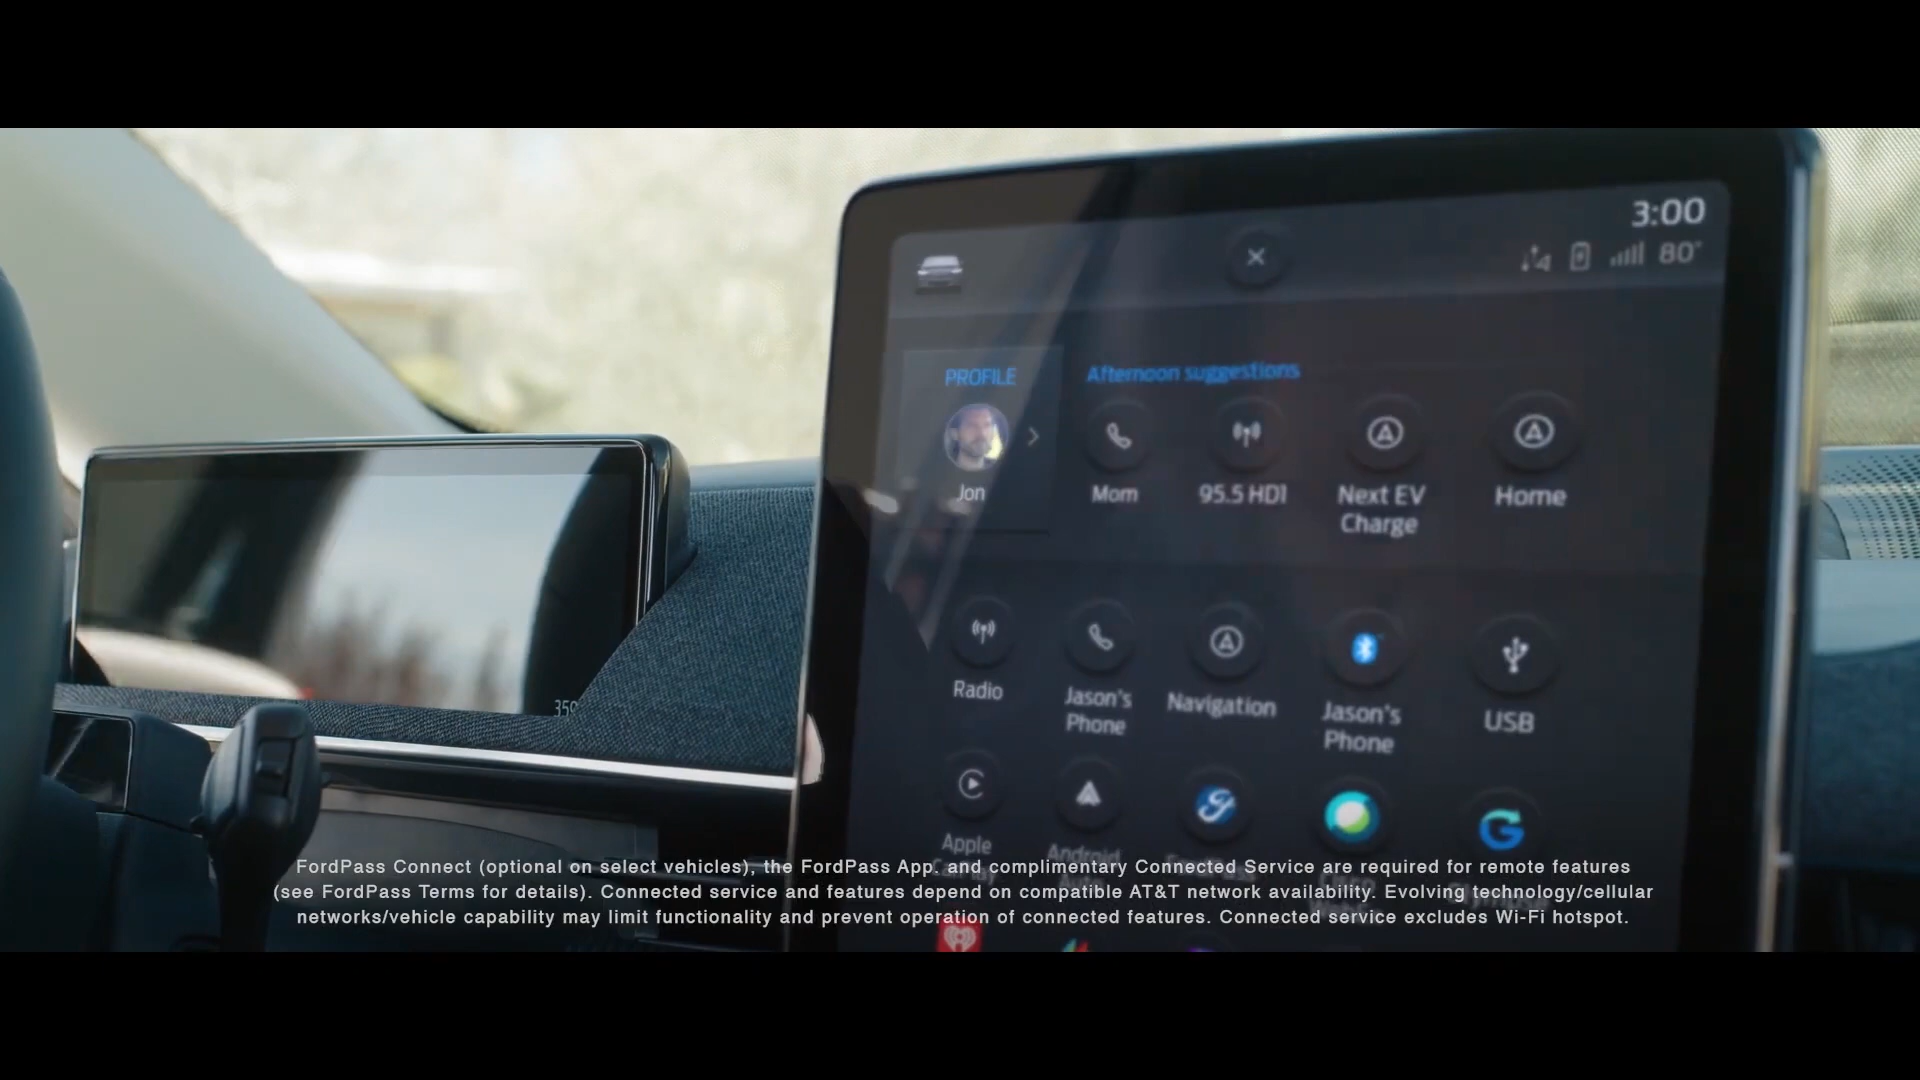 3:00
80°
PROFILE
Afternoon suggestions
Jon
Mom
95.5 HD1
Next EV
Charge
Home
Radio
Jason's
Phone
Navigation
Jason's
Phone
USB
Apple
Android
359
FordPass Connect (optional on select vehicles), the FordPass App. and complimentary Connected Service are required for remote features
(see FordPass Terms for details). Connected service and features depend on compatible AT&T network availability. Evolving technology/cellular
networks/vehicle capability may limit functionality and prevent operation of connected features. Connected service excludes Wi-Fi hotspot.